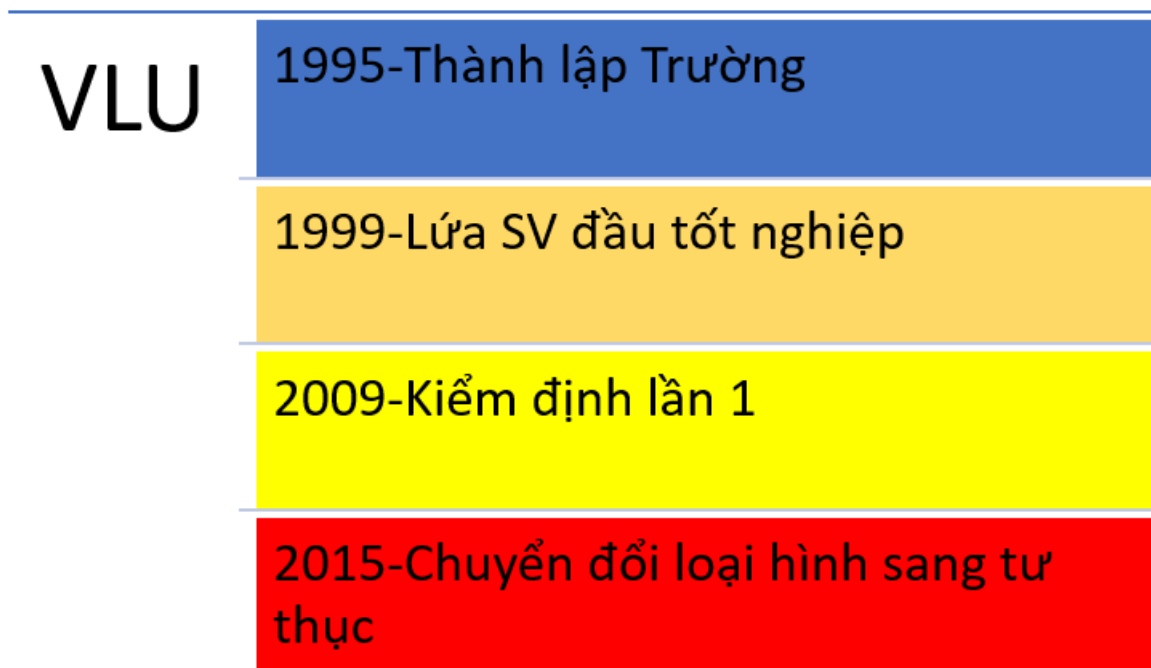 VLU
1995-Thành lập Trường
1999-Lứa SV đầu tốt nghiệp
2009-Kiểm định lần 1
2015-Chuyển đổi loại hình sang tư
thục